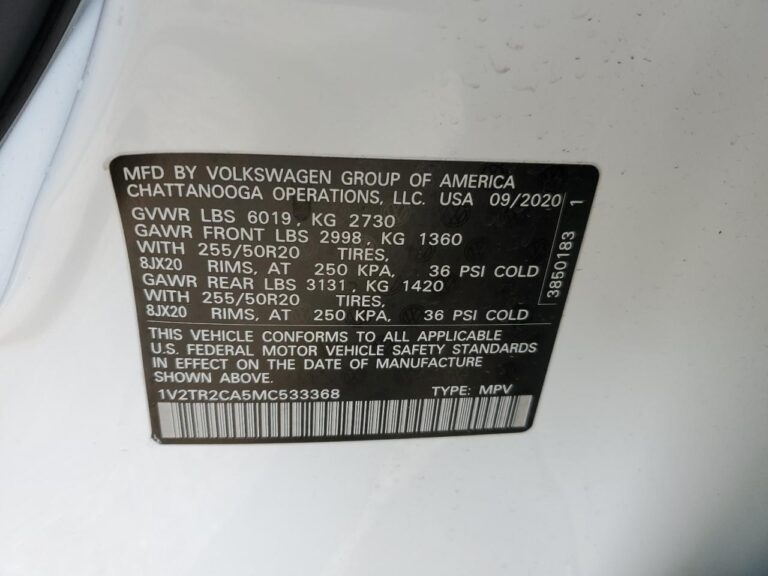 MFD BY VOLKSWAGEN GROUP OF AMERICA
CHATTANOOGA OPERATIONS, LLC. USA 09/2020
GVWR LBS 6019, KG 2730
GAWR FRONT LBS 2998, KG 1360
WITH 255/50R20 TIRES,
8JX20 RIMS, AT 250 KPA, 36 PSI COLD
GAWR REAR LBS 3131, KG 1420
WITH 255/50R20 TIRES,
8JX20 RIMS, AT 250 KPA, 36 PSI COLD
THIS VEHICLE CONFORMS TO ALL APPLICABLE
U.S. FEDERAL MOTOR VEHICLE SAFETY STANDARDS
IN EFFECT ON THE DATE OF MANUFACTURE
SHOWN ABOVE.
1V2TR2CA5MC533368 TYPE: MPV
3850183 1